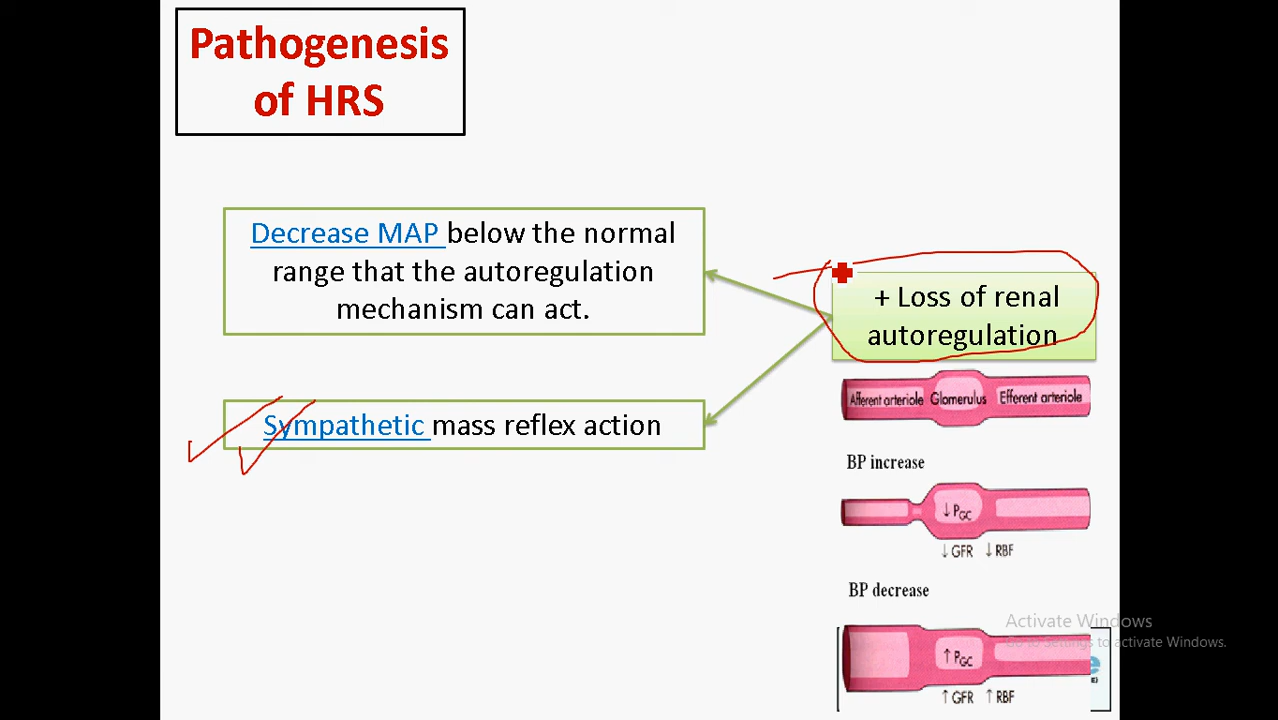 Pathogenesis
of HRS
Decrease MAP below the normal
range that the autoregulation
mechanism can act.
+ Loss of renal
autoregulation
Sympathetic mass reflex action
Afferent arteriole Glomerulus Efferent arteriole
BP increase
↓ PGC
↓ GFR ↓ RBF
BP decrease
↑ PGC
↑ GFR ↑ RBF
Activate Windows
Go to Settings to activate Windows.